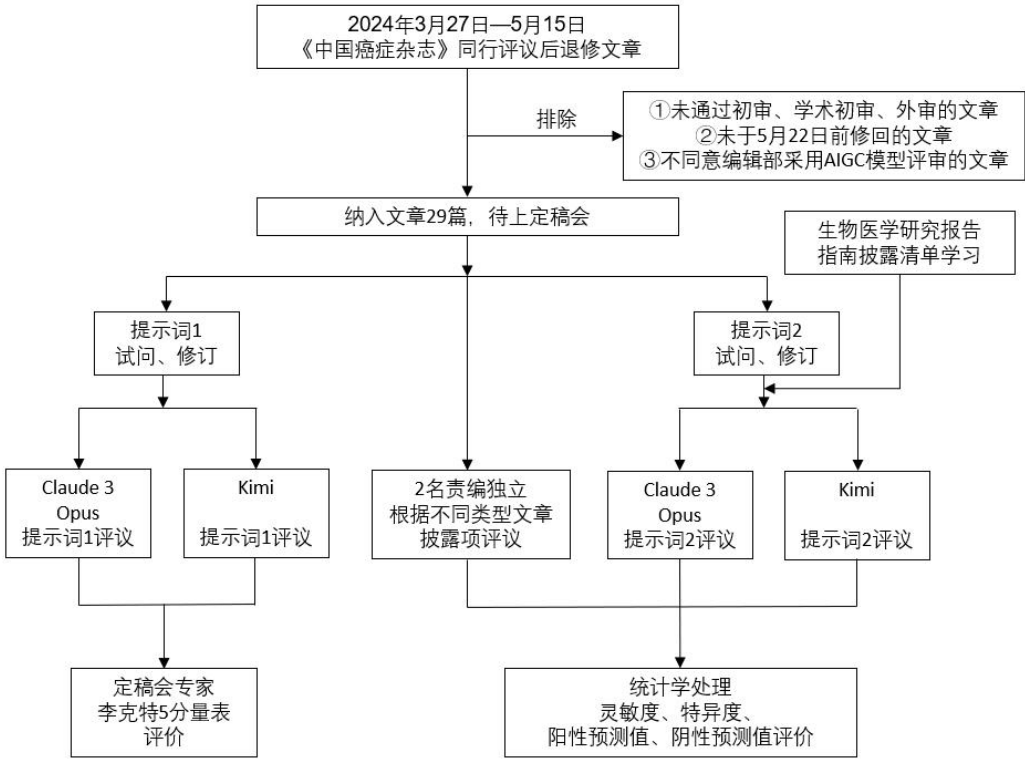 2024年3月27日—5月15日
《中国癌症杂志》同行评议后退修文章
排除
①未通过初审、学术初审、外审的文章
②未于5月22日前修回的文章
③不同意编辑部采用AIGC模型评审的文章
纳入文章29篇，待上定稿会
生物医学研究报告
指南披露清单学习
提示词1
试问、修订
提示词2
试问、修订
Claude 3
Opus
提示词1评议
Kimi
提示词1评议
2名责编独立
根据不同类型文章
披露项评议
Claude 3
Opus
提示词2评议
Kimi
提示词2评议
定稿会专家
李克特5分量表
评价
统计学处理
灵敏度、特异度、
阳性预测值、阴性预测值评价